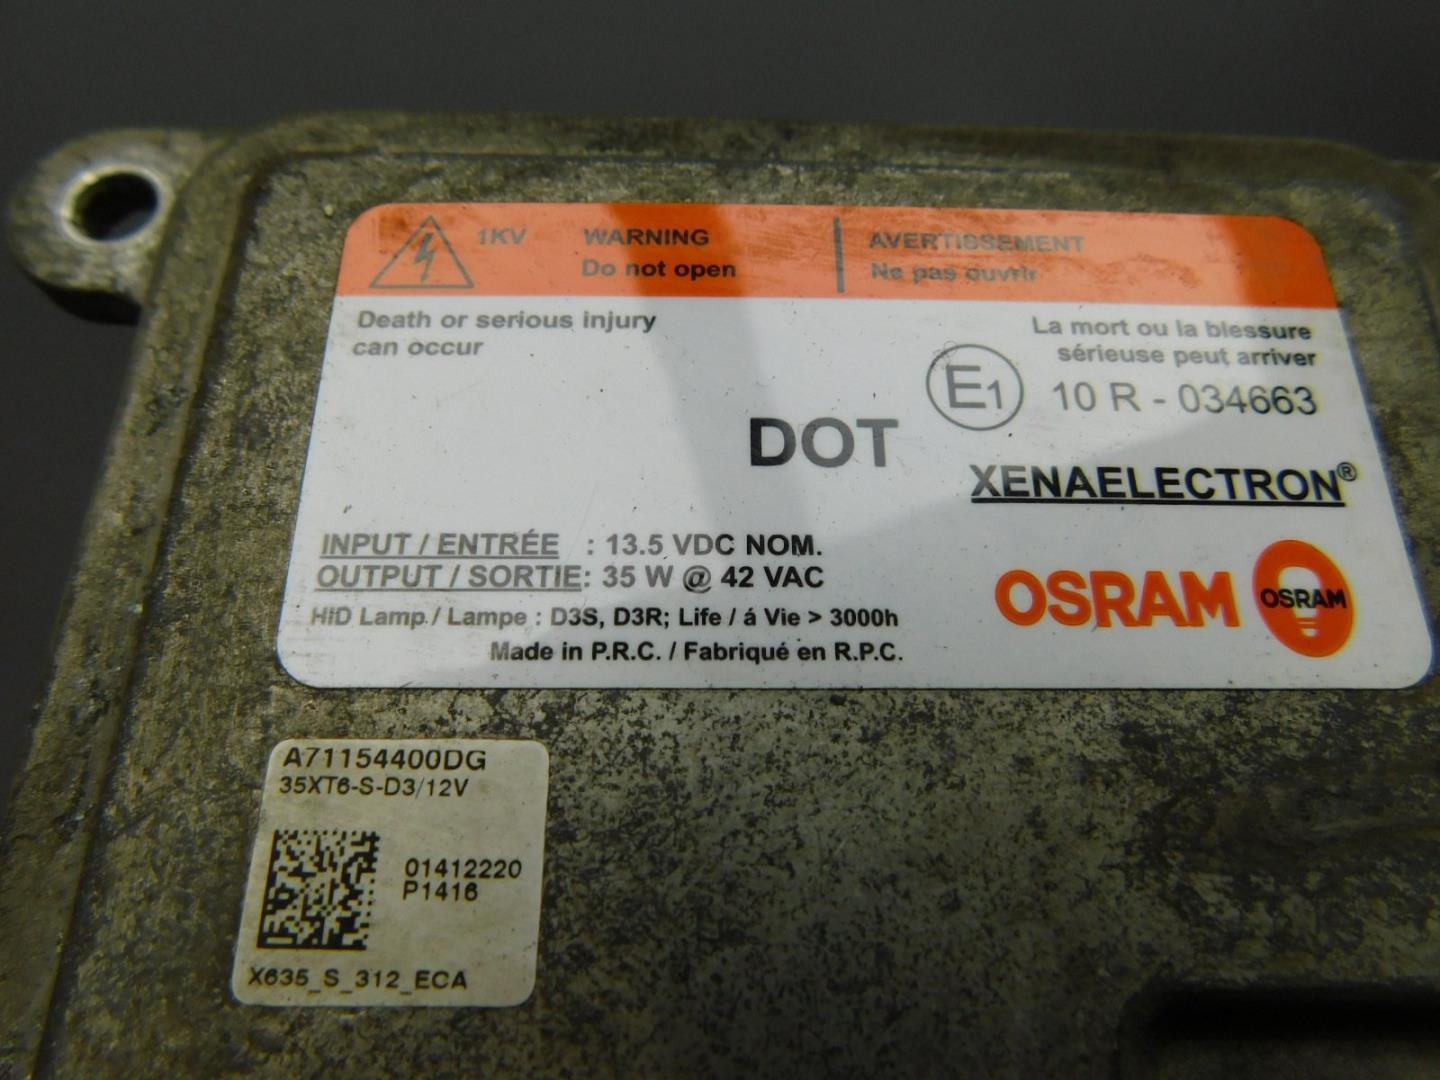 1KV WARNING AVERTISSEMENT
Do not open Ne pas ouvrir
Death or serious injury
can occur
La mort ou la blessure
sérieuse peut arriver
E1 10 R - 034663
DOT
XENAELECTRON®
INPUT / ENTRÉE : 13.5 VDC NOM.
OUTPUT / SORTIE: 35 W @ 42 VAC
HID Lamp / Lampe : D3S, D3R; Life / á Vie > 3000h
Made in P.R.C. / Fabriqué en R.P.C.
OSRAM OSRAM
A71154400DG
35XT6-S-D3/12V
01412220
P1416
X635_S_312_ECA